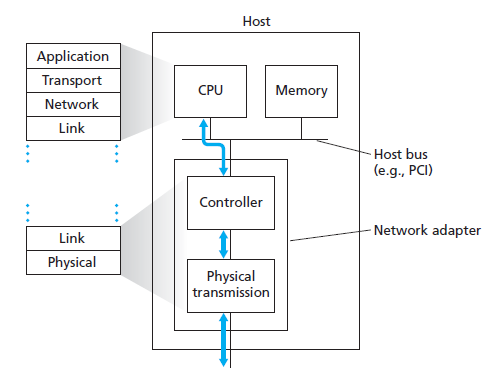 Host
Application
Transport
Network
Link
CPU
Memory
Host bus
(e.g., PCI)
Controller
Network adapter
Link
Physical
Physical
transmission